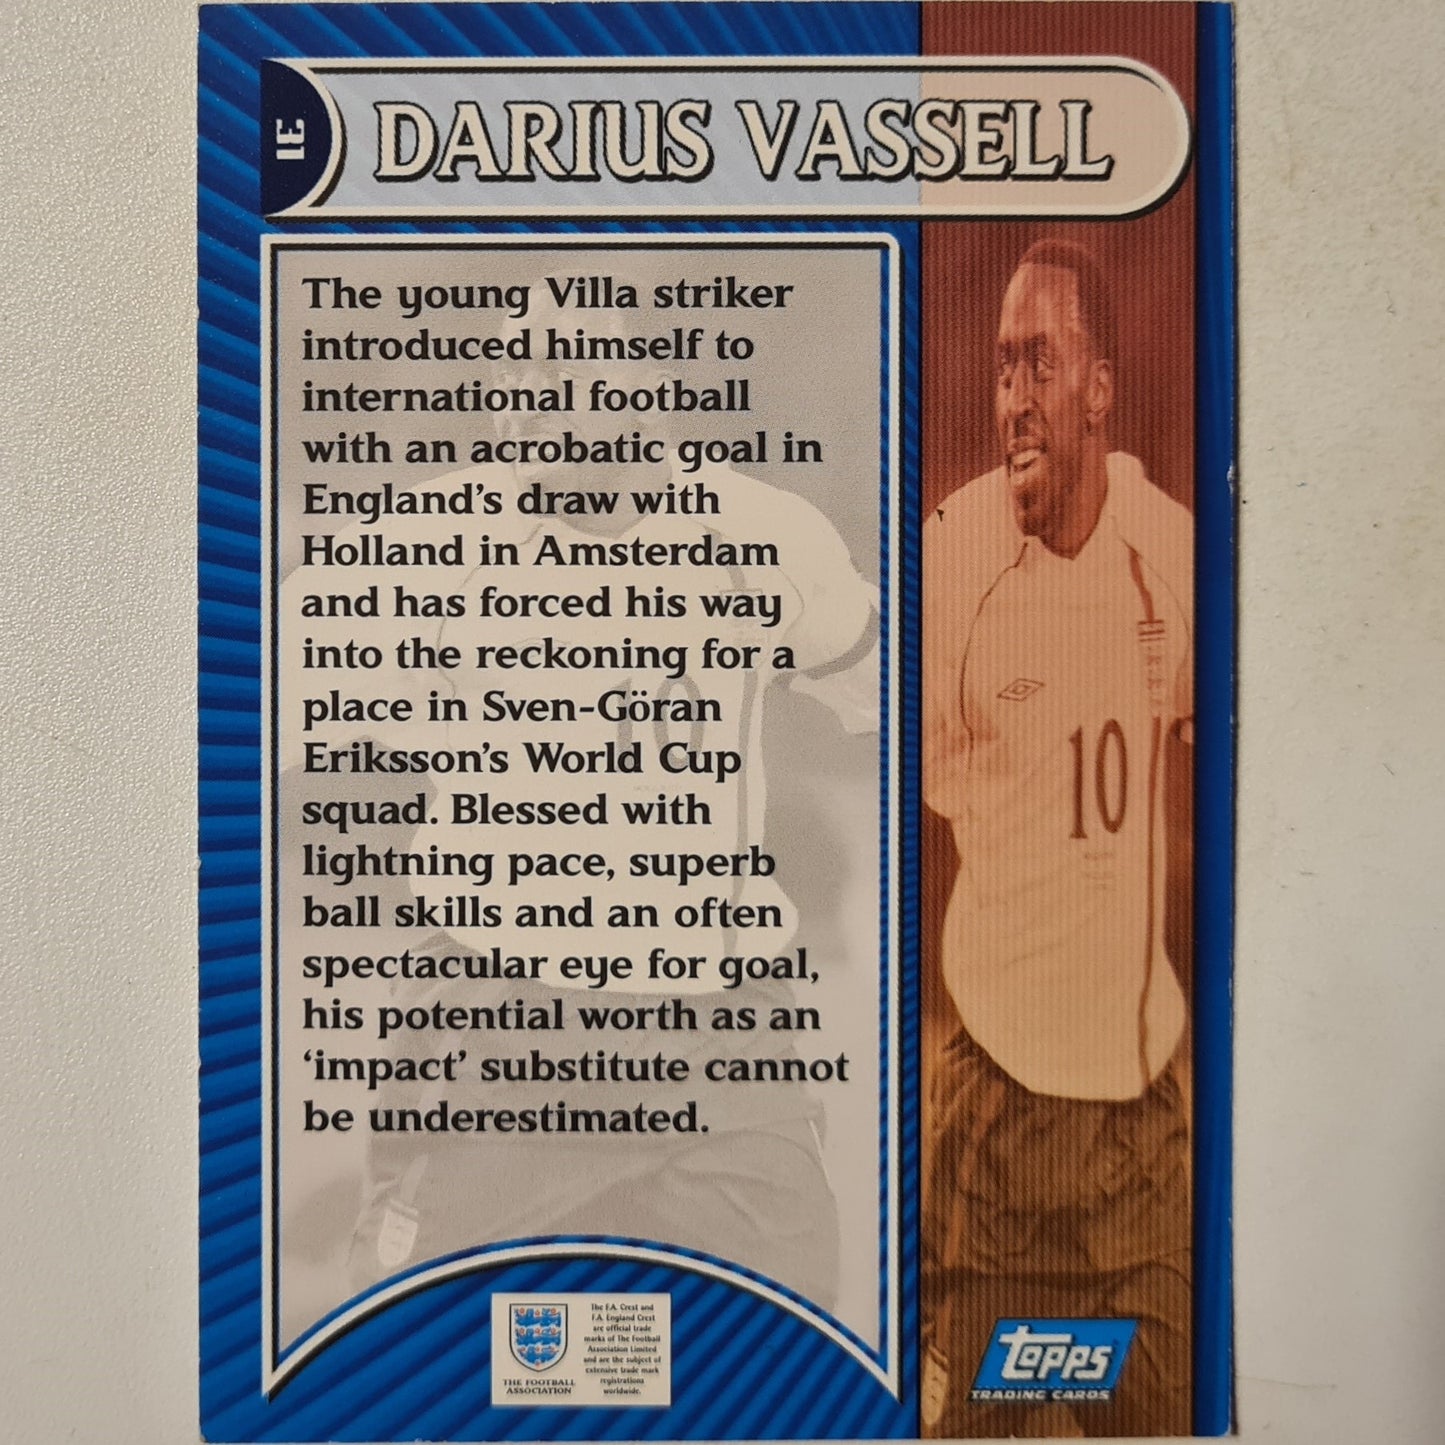 31
DARIUS VASSELL
The young Villa striker
introduced himself to
international football
with an acrobatic goal in
England's draw with
Holland in Amsterdam
and has forced his way
into the reckoning for a
place in Sven-Göran
Eriksson's World Cup
squad. Blessed with
lightning pace, superb
ball skills and an often
spectacular eye for goal,
his potential worth as an
‘impact’ substitute cannot
be underestimated.
10
THE FOOTBALL
ASSOCIATION
The F.A. Crest and
F.A. England Crest
are official trade
marks of The Football
Association Limited
and are the subject of
extensive trade mark
registrations
worldwide.
TOPPS
TRADING CARDS